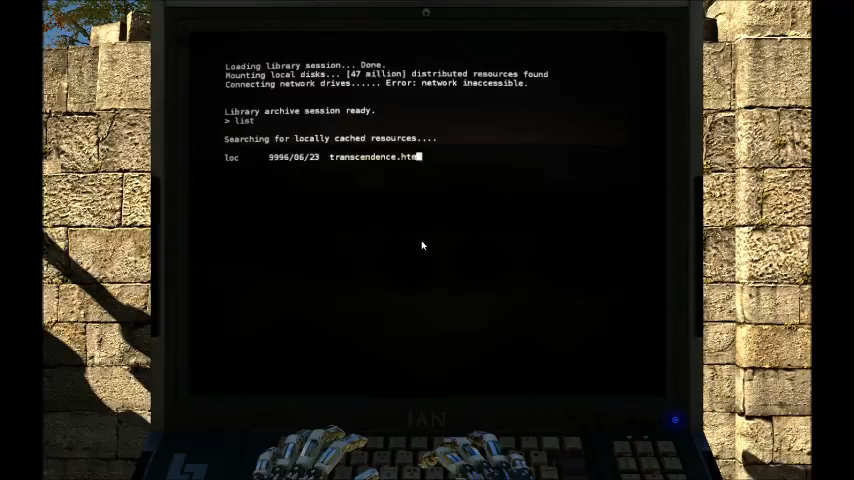 Loading library session... Done.
Mounting local disks... [47 million] distributed resources found
Connecting network drives...... Error: network inaccessible.
Library archive session ready.
> list
Searching for locally cached resources....
loc 9996/06/23 transcendence.htm
IAN